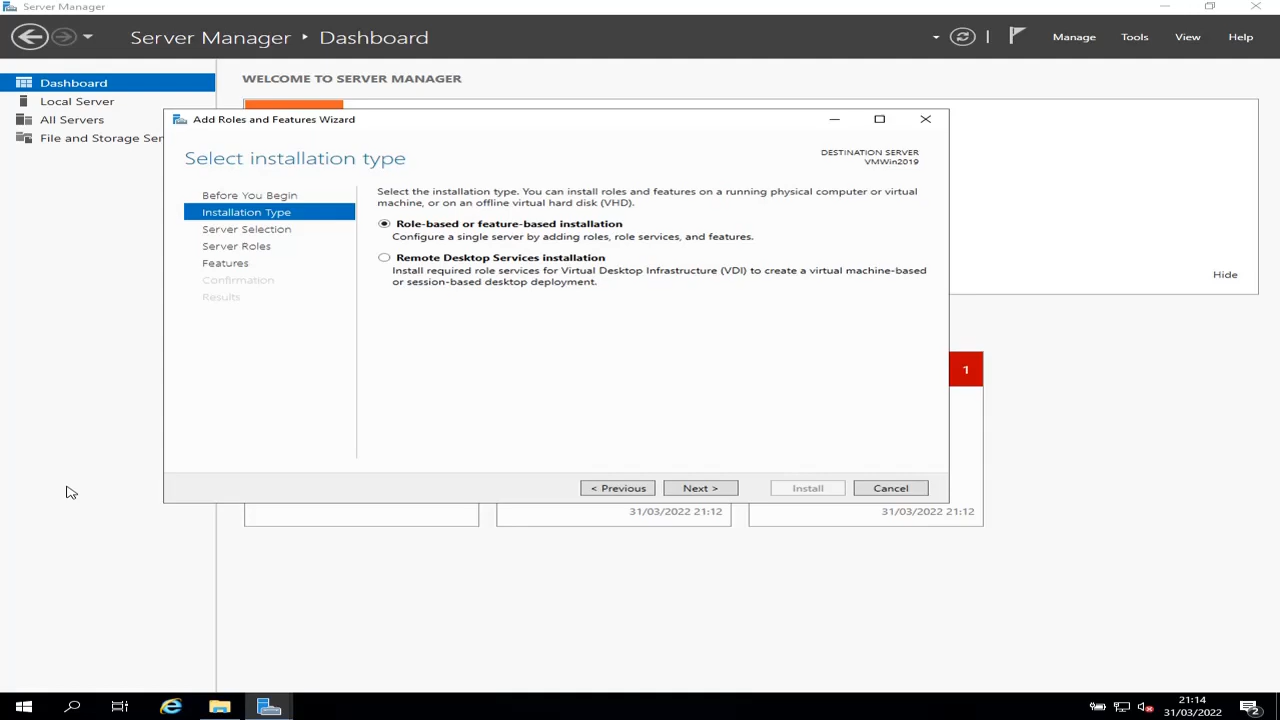 Server Manager
Server Manager • Dashboard
Manage Tools View Help
Dashboard
Local Server
All Servers
File and Storage Ser
WELCOME TO SERVER MANAGER
Add Roles and Features Wizard
Select installation type
DESTINATION SERVER
VMWin2019
Before You Begin
Installation Type
Server Selection
Server Roles
Features
Confirmation
Results
Select the installation type. You can install roles and features on a running physical computer or virtual
machine, or on an offline virtual hard disk (VHD).
Role-based or feature-based installation
Configure a single server by adding roles, role services, and features.
Remote Desktop Services installation
Install required role services for Virtual Desktop Infrastructure (VDI) to create a virtual machine-based
or session-based desktop deployment.
Hide
1
< Previous Next > Install Cancel
31/03/2022 21:12 31/03/2022 21:12
21:14
31/03/2022
2